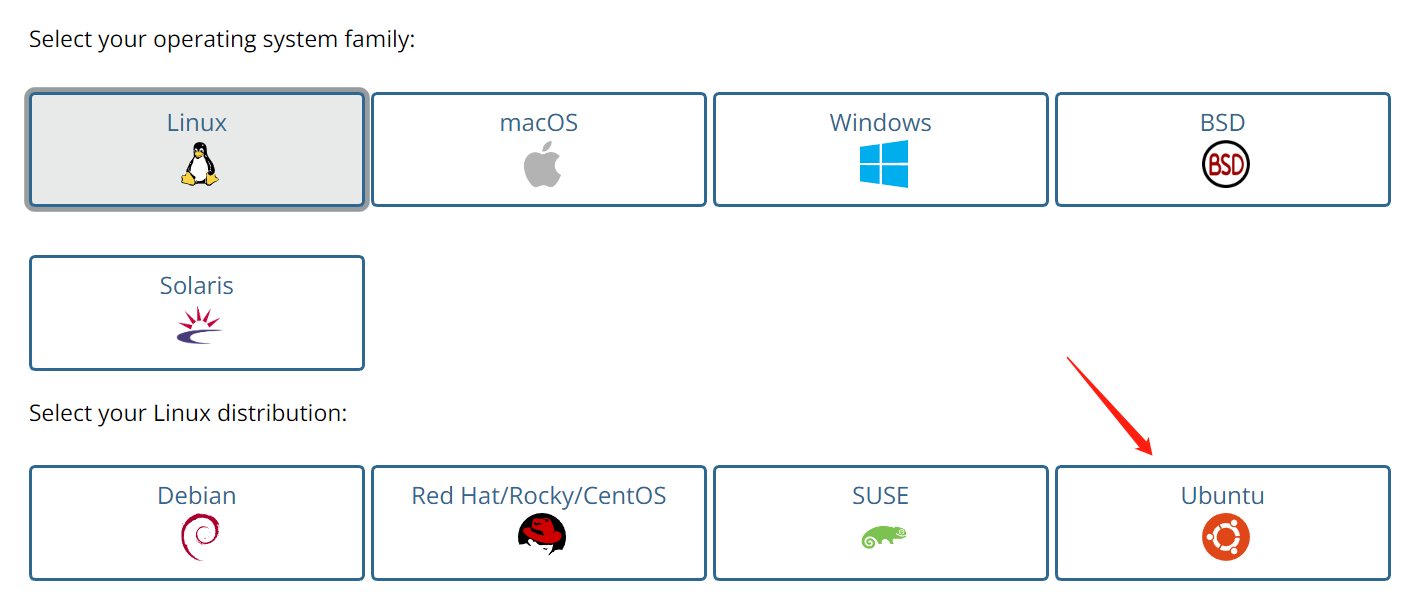 Select your operating system family:
Linux
macOS
Windows
BSD
BSD
Solaris
Select your Linux distribution:
Debian
Red Hat/Rocky/CentOS
SUSE
Ubuntu